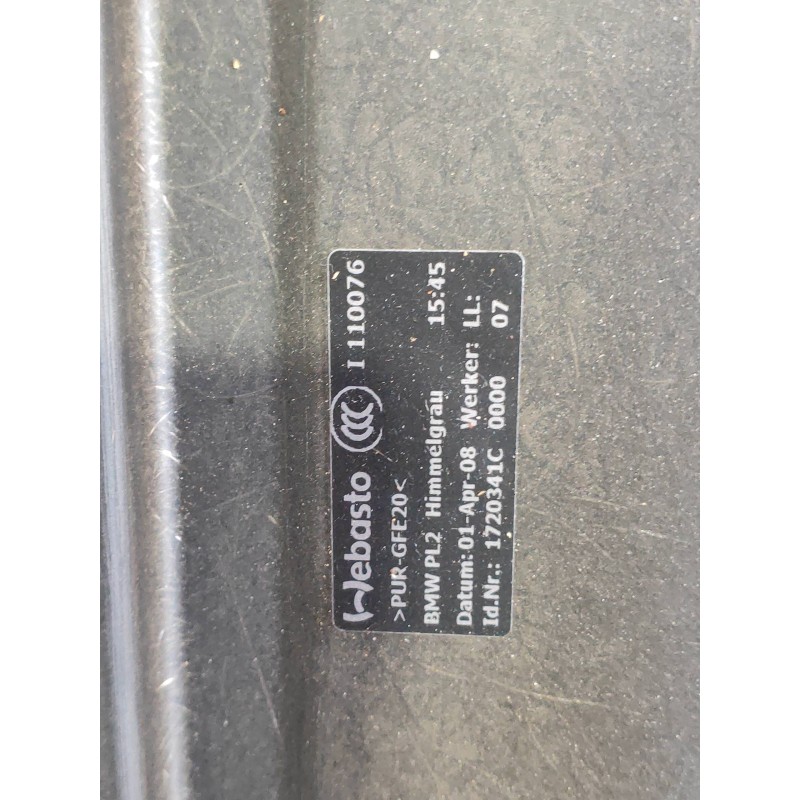 Webasto CCC I 110076
>PUR-GFE20<
BMW PL2 Himmelgrau 15:45
Datum: 01-Apr-08 Werker: LL:
Id.Nr.: 1720341C 0000 07